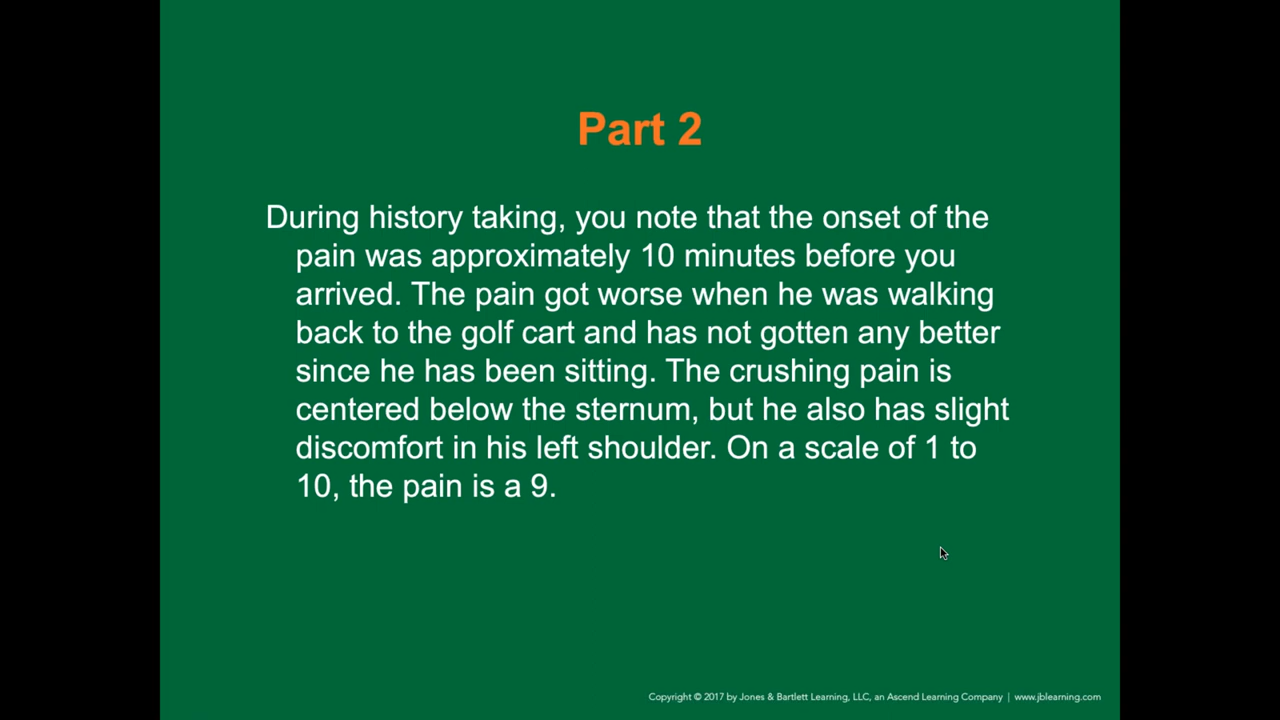 Part 2
During history taking, you note that the onset of the
pain was approximately 10 minutes before you
arrived. The pain got worse when he was walking
back to the golf cart and has not gotten any better
since he has been sitting. The crushing pain is
centered below the sternum, but he also has slight
discomfort in his left shoulder. On a scale of 1 to
10, the pain is a 9.
Copyright © 2017 by Jones & Bartlett Learning, LLC, an Ascend Learning Company | www.jblearning.com